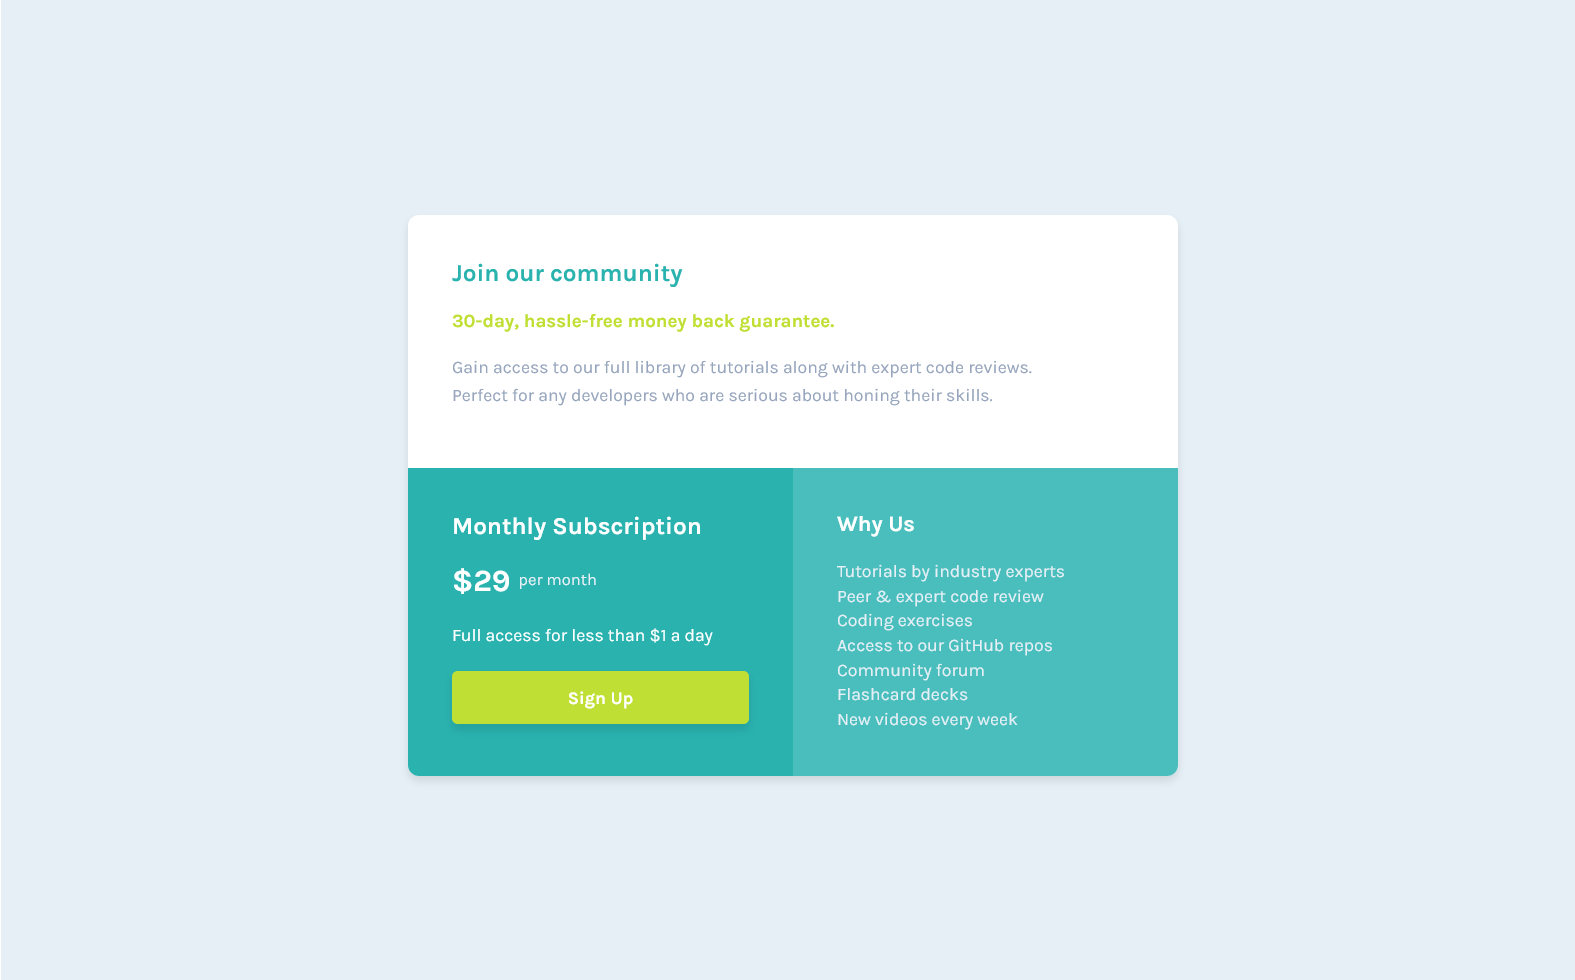 Join our community
30-day, hassle-free money back guarantee.
Gain access to our full library of tutorials along with expert code reviews.
Perfect for any developers who are serious about honing their skills.
Monthly Subscription
$29 per month
Full access for less than $1 a day
Sign Up
Why Us
Tutorials by industry experts
Peer & expert code review
Coding exercises
Access to our GitHub repos
Community forum
Flashcard decks
New videos every week